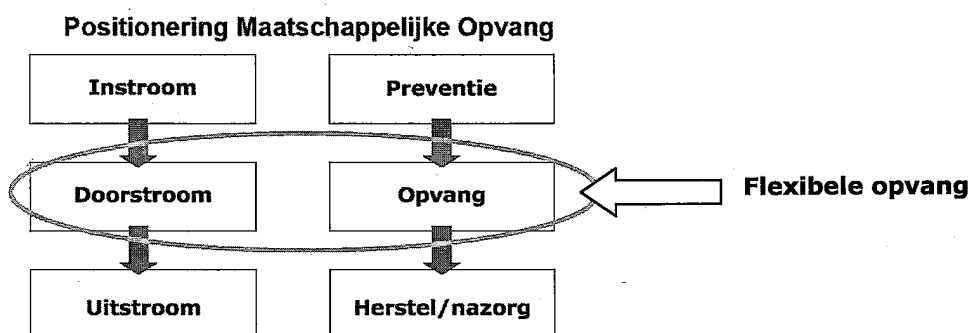 Positionering Maatschappelijke Opvang
Instroom
Preventie
Doorstroom
Opvang
Flexibele opvang
Uitstroom
Herstel/nazorg